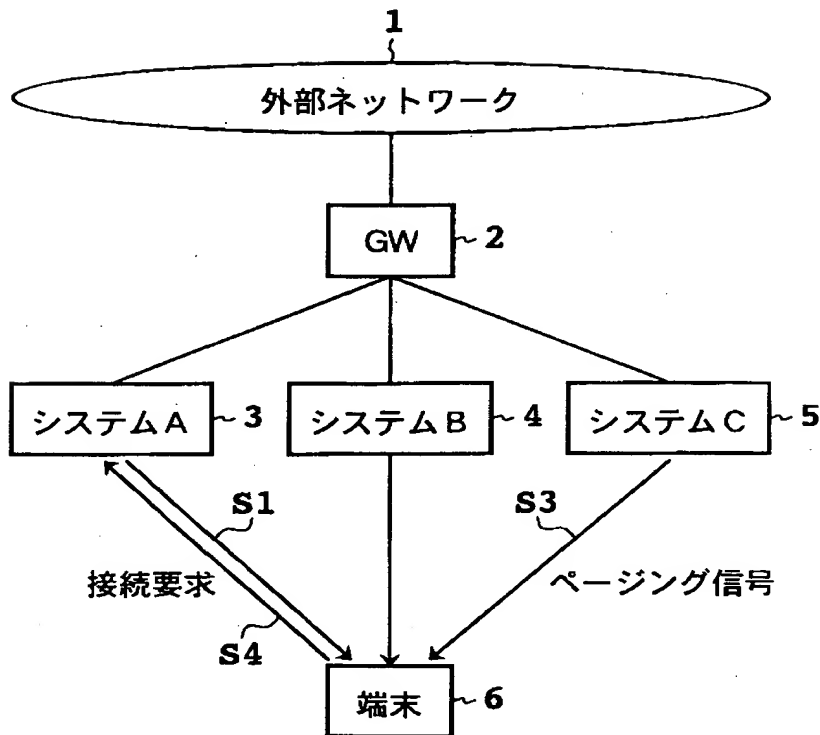 1
外部ネットワーク
GW
2
システムA
3
システムB
4
システムC
5
S1
S3
接続要求
ページング信号
S4
端末
6